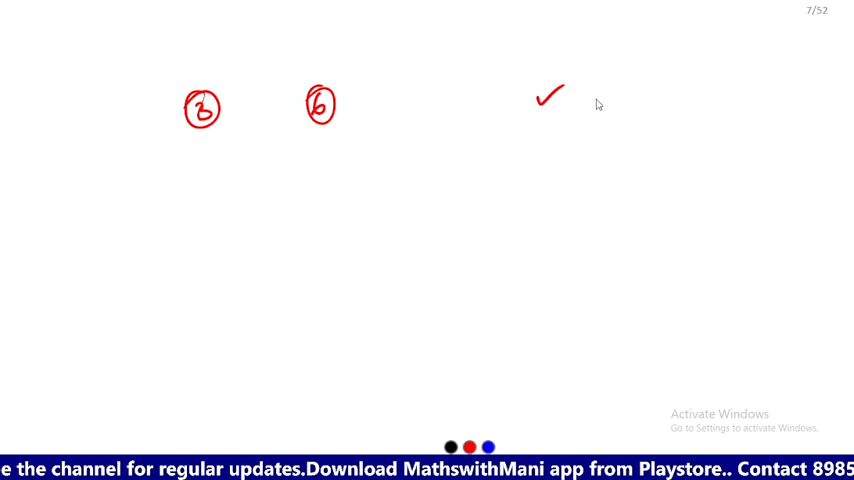 7/52
3 6
Activate Windows
Go to Settings to activate Windows.
e the channel for regular updates.Download MathswithMani app from Playstore.. Contact 8985